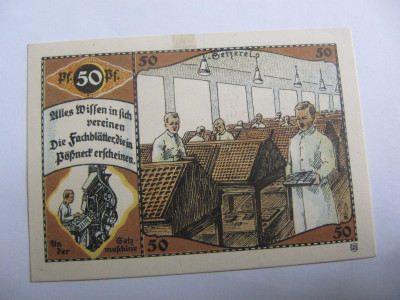 Pf. 50 Pf.
Alles Wissen in sich
vereinen
Die Fachblätter, die in
Pößneck erscheinen.
An
der
Setz
maschine
50
Setzerei
50
50
50